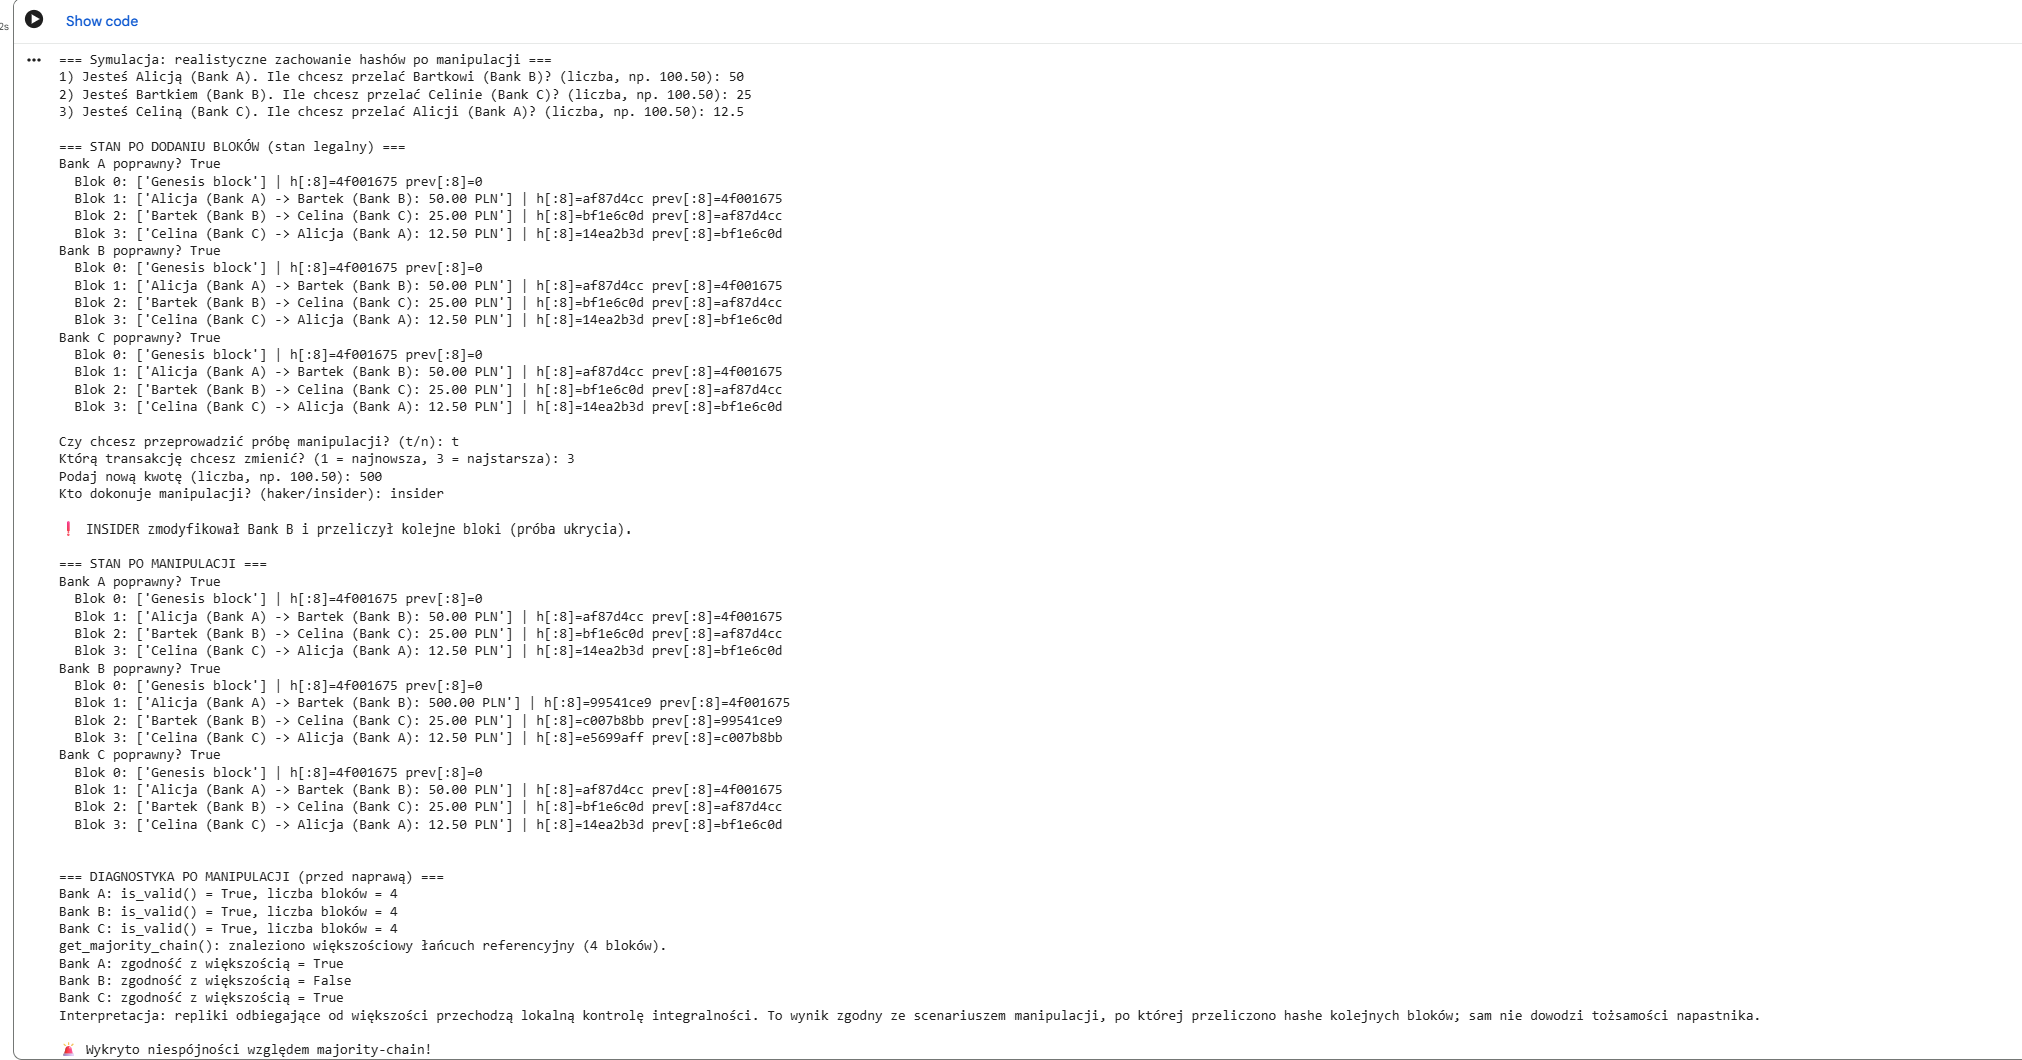 2s
Show code
=== Symulacja: realistyczne zachowanie hashów po manipulacji ===
1) Jesteś Alicją (Bank A). Ile chcesz przelać Bartkowi (Bank B)? (liczba, np. 100.50): 50
2) Jesteś Bartkiem (Bank B). Ile chcesz przelać Celinie (Bank C)? (liczba, np. 100.50): 25
3) Jesteś Celiną (Bank C). Ile chcesz przelać Alicji (Bank A)? (liczba, np. 100.50): 12.5

=== STAN PO DODANIU BLOKÓW (stan legalny) ===
Bank A poprawny? True
  Blok 0: ['Genesis block'] | h[:8]=4f001675 prev[:8]=0
  Blok 1: ['Alicja (Bank A) -> Bartek (Bank B): 50.00 PLN'] | h[:8]=af87d4cc prev[:8]=4f001675
  Blok 2: ['Bartek (Bank B) -> Celina (Bank C): 25.00 PLN'] | h[:8]=bf1e6c0d prev[:8]=af87d4cc
  Blok 3: ['Celina (Bank C) -> Alicja (Bank A): 12.50 PLN'] | h[:8]=14ea2b3d prev[:8]=bf1e6c0d
Bank B poprawny? True
  Blok 0: ['Genesis block'] | h[:8]=4f001675 prev[:8]=0
  Blok 1: ['Alicja (Bank A) -> Bartek (Bank B): 50.00 PLN'] | h[:8]=af87d4cc prev[:8]=4f001675
  Blok 2: ['Bartek (Bank B) -> Celina (Bank C): 25.00 PLN'] | h[:8]=bf1e6c0d prev[:8]=af87d4cc
  Blok 3: ['Celina (Bank C) -> Alicja (Bank A): 12.50 PLN'] | h[:8]=14ea2b3d prev[:8]=bf1e6c0d
Bank C poprawny? True
  Blok 0: ['Genesis block'] | h[:8]=4f001675 prev[:8]=0
  Blok 1: ['Alicja (Bank A) -> Bartek (Bank B): 50.00 PLN'] | h[:8]=af87d4cc prev[:8]=4f001675
  Blok 2: ['Bartek (Bank B) -> Celina (Bank C): 25.00 PLN'] | h[:8]=bf1e6c0d prev[:8]=af87d4cc
  Blok 3: ['Celina (Bank C) -> Alicja (Bank A): 12.50 PLN'] | h[:8]=14ea2b3d prev[:8]=bf1e6c0d

Czy chcesz przeprowadzić próbę manipulacji? (t/n): t
Którą transakcję chcesz zmienić? (1 = najnowsza, 3 = najstarsza): 3
Podaj nową kwotę (liczba, np. 100.50): 500
Kto dokonuje manipulacji? (haker/insider): insider

❗ INSIDER zmodyfikował Bank B i przeliczył kolejne bloki (próba ukrycia).

=== STAN PO MANIPULACJI ===
Bank A poprawny? True
  Blok 0: ['Genesis block'] | h[:8]=4f001675 prev[:8]=0
  Blok 1: ['Alicja (Bank A) -> Bartek (Bank B): 50.00 PLN'] | h[:8]=af87d4cc prev[:8]=4f001675
  Blok 2: ['Bartek (Bank B) -> Celina (Bank C): 25.00 PLN'] | h[:8]=bf1e6c0d prev[:8]=af87d4cc
  Blok 3: ['Celina (Bank C) -> Alicja (Bank A): 12.50 PLN'] | h[:8]=14ea2b3d prev[:8]=bf1e6c0d
Bank B poprawny? True
  Blok 0: ['Genesis block'] | h[:8]=4f001675 prev[:8]=0
  Blok 1: ['Alicja (Bank A) -> Bartek (Bank B): 500.00 PLN'] | h[:8]=99541ce9 prev[:8]=4f001675
  Blok 2: ['Bartek (Bank B) -> Celina (Bank C): 25.00 PLN'] | h[:8]=c007b8bb prev[:8]=99541ce9
  Blok 3: ['Celina (Bank C) -> Alicja (Bank A): 12.50 PLN'] | h[:8]=e5699aff prev[:8]=c007b8bb
Bank C poprawny? True
  Blok 0: ['Genesis block'] | h[:8]=4f001675 prev[:8]=0
  Blok 1: ['Alicja (Bank A) -> Bartek (Bank B): 50.00 PLN'] | h[:8]=af87d4cc prev[:8]=4f001675
  Blok 2: ['Bartek (Bank B) -> Celina (Bank C): 25.00 PLN'] | h[:8]=bf1e6c0d prev[:8]=af87d4cc
  Blok 3: ['Celina (Bank C) -> Alicja (Bank A): 12.50 PLN'] | h[:8]=14ea2b3d prev[:8]=bf1e6c0d

=== DIAGNOSTYKA PO MANIPULACJI (przed naprawą) ===
Bank A: is_valid() = True, liczba bloków = 4
Bank B: is_valid() = True, liczba bloków = 4
Bank C: is_valid() = True, liczba bloków = 4
get_majority_chain(): znaleziono większościowy łańcuch referencyjny (4 bloków).
Bank A: zgodność z większością = True
Bank B: zgodność z większością = False
Bank C: zgodność z większością = True
Interpretacja: repliki odbiegające od większości przechodzą lokalną kontrolę integralności. To wynik zgodny ze scenariuszem manipulacji, po której przeliczono hashe kolejnych bloków; sam nie dowodzi tożsamości napastnika.

🚨 Wykryto niespójności względem majority-chain!